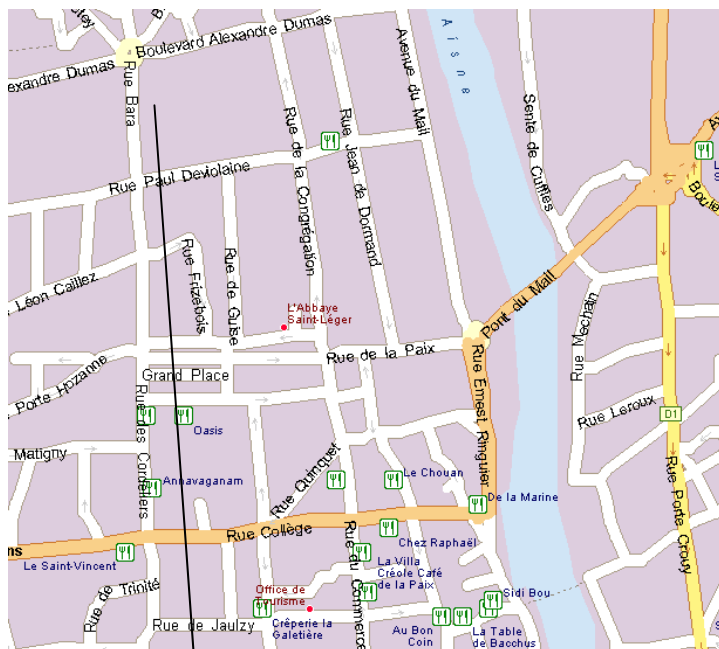 Boulevard Alexandre Dumas
Aisne
Avenue du Mail
exandre Dumas
Rue Bara
Sente de Cuffies
Rue de la Congrégation
Rue Jean de Dormand
Rue Paul Deviolaine
Boule
Léon Caillez
Rue Frizebois
Rue de Guise
L'Abbaye
Saint-Léger
Pont du Mail
Rue de la Paix
Rue Machain
Porte Hozanne
Grand Place
Rue Ernest Ringuier
Rue des Cordeliers
Oasis
Rue Leroux
D1
Matigny
Rue Quinquet
Le Chouan
Annavaganam
De la Marine
Rue Porte Crouy
Rue Collège
Chez Raphaël
ns
Le Saint-Vincent
Rue du Commerce
La Villa
Créole Café
de la Paix
Rue de Trinité
Office de
Tourisme
Sidi Bou
Rue de Jaulzy
Crêperie la
Galetière
Au Bon
Coin
La Table
de Bacchus